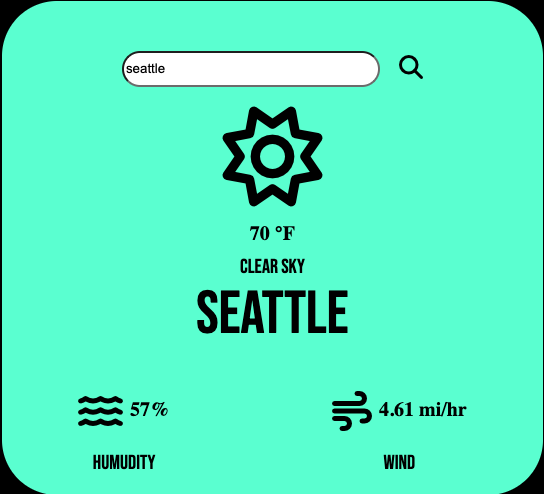 seattle
70 °F
CLEAR SKY
SEATTLE
57% 4.61 mi/hr
HUMUDITY WIND